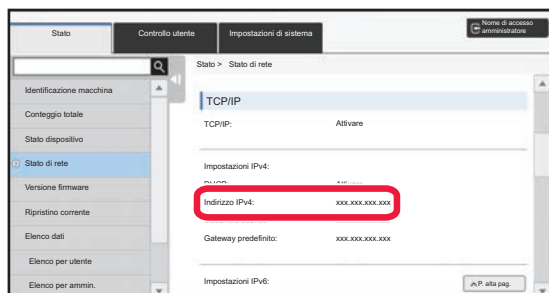 Stato
Controllo utente
Impostazioni di sistema
Nome di accesso
amministratore
Stato > Stato di rete
Identificazione macchina
Conteggio totale
Stato dispositivo
Stato di rete
Versione firmware
Ripristino corrente
Elenco dati
Elenco per utente
Elenco per ammin.
TCP/IP
TCP/IP: Attivare
Impostazioni IPv4:
DHCP: Attivare
Indirizzo IPv4: xxx.xxx.xxx.xxx
Gateway predefinito: xxx.xxx.xxx.xxx
Impostazioni IPv6:
P. alta pag.